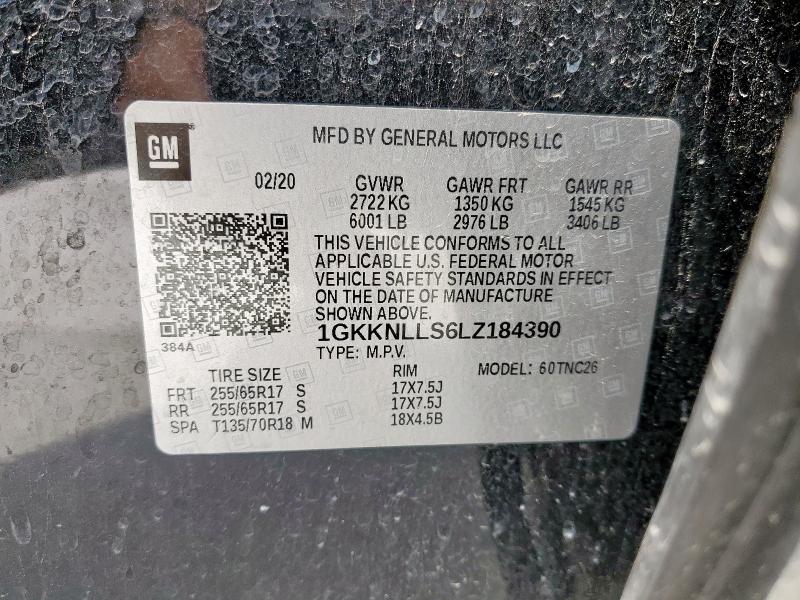 GM
MFD BY GENERAL MOTORS LLC
02/20 GVWR GAWR FRT GAWR RR
2722 KG 1350 KG 1545 KG
6001 LB 2976 LB 3406 LB
THIS VEHICLE CONFORMS TO ALL
APPLICABLE U.S. FEDERAL MOTOR
VEHICLE SAFETY STANDARDS IN EFFECT
ON THE DATE OF MANUFACTURE
SHOWN ABOVE.
384A
1GKKNLLS6LZ184390
TYPE: M.P.V.
TIRE SIZE RIM MODEL: 60TNC26
FRT 255/65R17 S 17X7.5J
RR 255/65R17 S 17X7.5J
SPA T135/70R18 M 18X4.5B